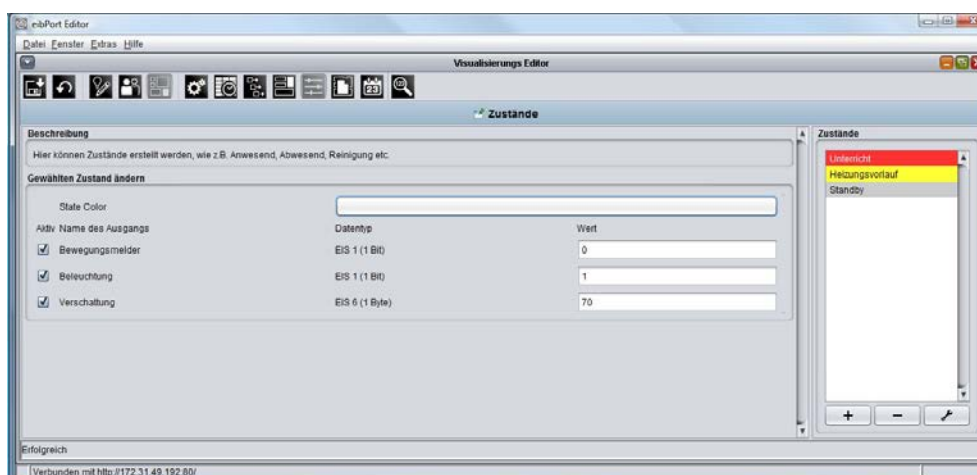 eibPort Editor
Datei Fenster Extras Hilfe
Visualisierungs Editor
23
Zustände
Beschreibung
Hier können Zustände erstellt werden, wie z.B. Anwesend, Abwesend, Reinigung etc.
Gewählten Zustand ändern
State Color
Aktiv Name des Ausgangs Datentyp Wert
Bewegungsmelder EIS 1 (1 Bit) 0
Beleuchtung EIS 1 (1 Bit) 1
Verschattung EIS 6 (1 Byte) 70
Zustände
Unterricht
Heizungsvorlauf
Standby
Erfolgreich
Verbunden mit http://172.31.49.192:80/